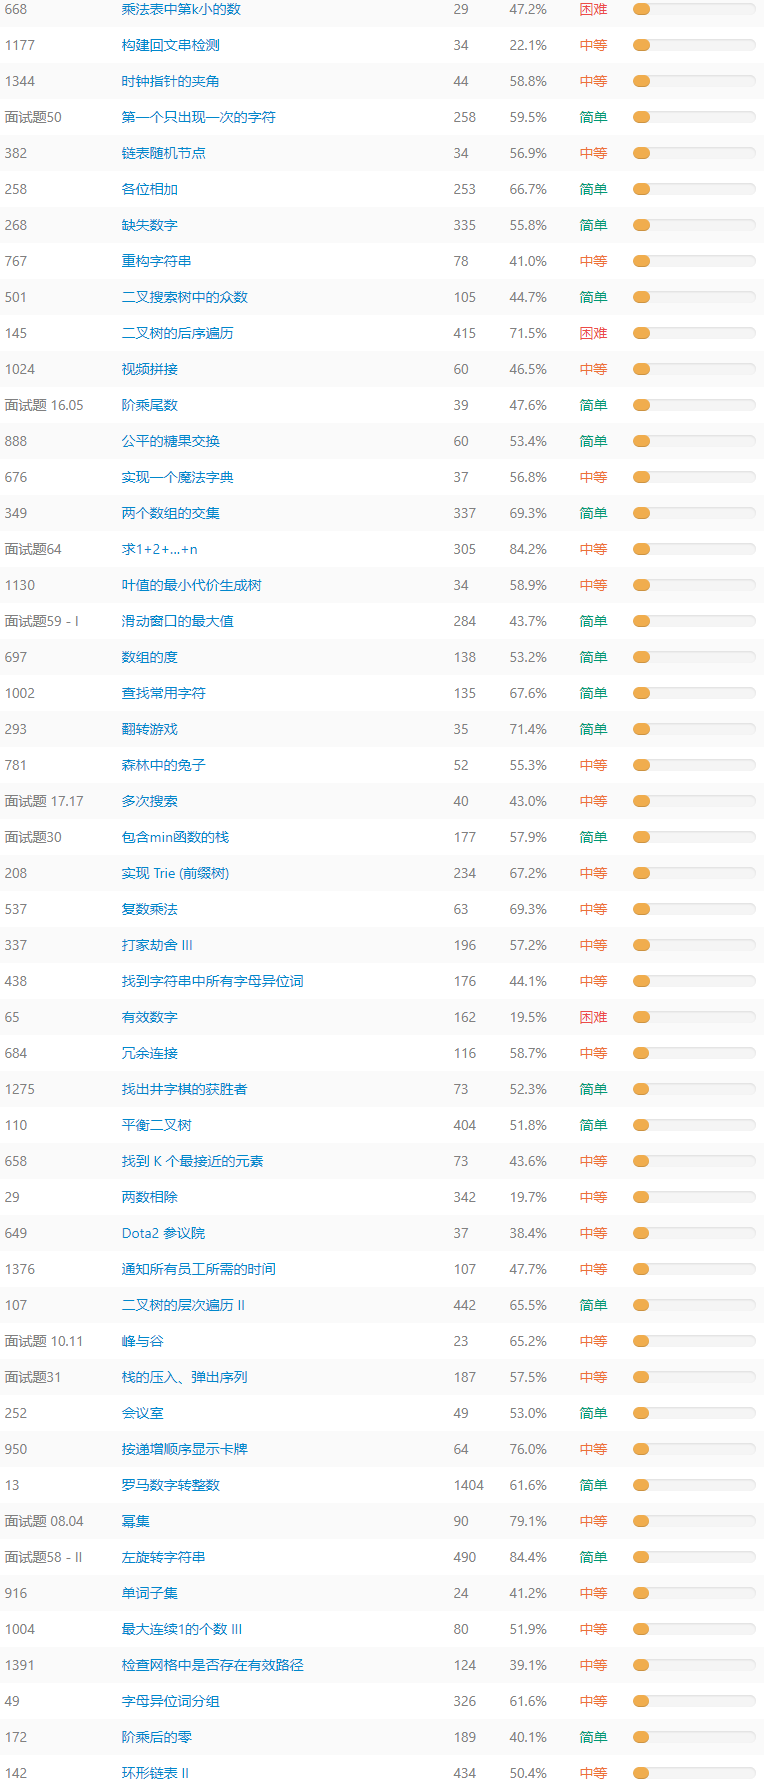 668 乘法表中第k小的数 29 47.2% 困难
1177 构建回文串检测 34 22.1% 中等
1344 时钟指针的夹角 44 58.8% 中等
面试题50 第一个只出现一次的字符 258 59.5% 简单
382 链表随机节点 34 56.9% 中等
258 各位相加 253 66.7% 简单
268 缺失数字 335 55.8% 简单
767 重构字符串 78 41.0% 中等
501 二叉搜索树中的众数 105 44.7% 简单
145 二叉树的后序遍历 415 71.5% 困难
1024 视频拼接 60 46.5% 中等
面试题 16.05 阶乘尾数 39 47.6% 简单
888 公平的糖果交换 60 53.4% 简单
676 实现一个魔法字典 37 56.8% 中等
349 两个数组的交集 337 69.3% 简单
面试题64 求1+2+…+n 305 84.2% 中等
1130 叶值的最小代价生成树 34 58.9% 中等
面试题59 - I 滑动窗口的最大值 284 43.7% 简单
697 数组的度 138 53.2% 简单
1002 查找常用字符 135 67.6% 简单
293 翻转游戏 35 71.4% 简单
781 森林中的兔子 52 55.3% 中等
面试题 17.17 多次搜索 40 43.0% 中等
面试题30 包含min函数的栈 177 57.9% 简单
208 实现 Trie (前缀树) 234 67.2% 中等
537 复数乘法 63 69.3% 中等
337 打家劫舍 III 196 57.2% 中等
438 找到字符串中所有字母异位词 176 44.1% 中等
65 有效数字 162 19.5% 困难
684 冗余连接 116 58.7% 中等
1275 找出井字棋的获胜者 73 52.3% 简单
110 平衡二叉树 404 51.8% 简单
658 找到 K 个最接近的元素 73 43.6% 中等
29 两数相除 342 19.7% 中等
649 Dota2 参议院 37 38.4% 中等
1376 通知所有员工所需的时间 107 47.7% 中等
107 二叉树的层次遍历 II 442 65.5% 简单
面试题 10.11 峰与谷 23 65.2% 中等
面试题31 栈的压入、弹出序列 187 57.5% 中等
252 会议室 49 53.0% 简单
950 按递增顺序显示卡牌 64 76.0% 中等
13 罗马数字转整数 1404 61.6% 简单
面试题 08.04 幂集 90 79.1% 中等
面试题58 - II 左旋转字符串 490 84.4% 简单
916 单词子集 24 41.2% 中等
1004 最大连续1的个数 III 80 51.9% 中等
1391 检查网格中是否存在有效路径 124 39.1% 中等
49 字母异位词分组 326 61.6% 中等
172 阶乘后的零 189 40.1% 简单
142 环形链表 II 434 50.4% 中等